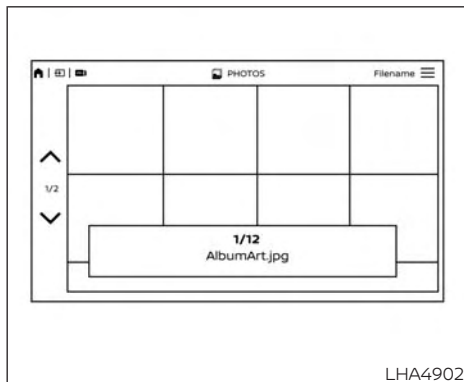 PHOTOS
Filename
1/2
1/12
AlbumArt.jpg
LHA4902